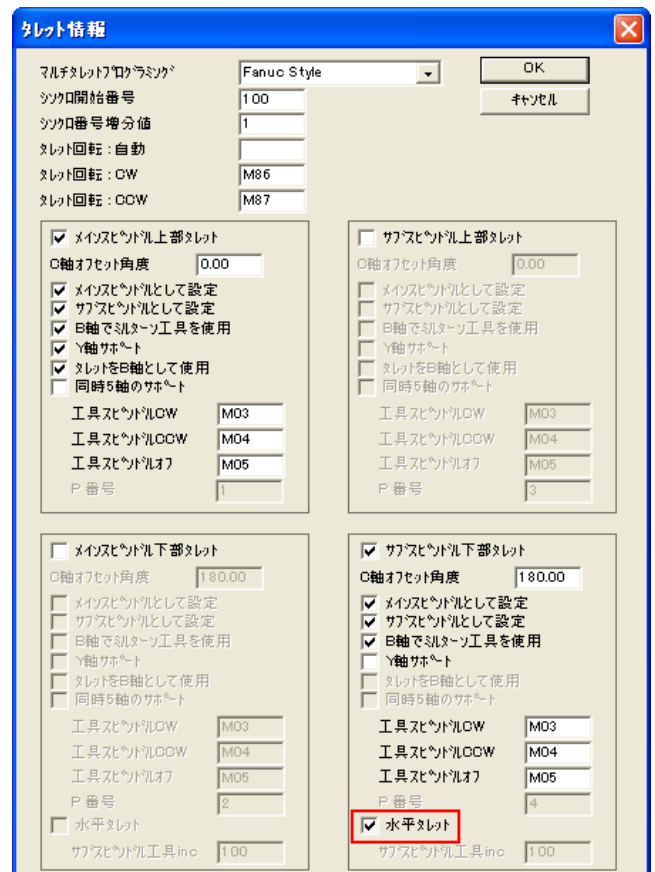 タレット情報
マルチタレットプログラミング Fanuc Style
OK
シンクロ開始番号 100
キャンセル
シンクロ番号増分値 1
タレット回転:自動
タレット回転:CW M86
タレット回転:CCW M87
メインスピンドル上部タレット
C軸オフセット角度 0.00
メインスピンドルとして設定
サブスピンドルとして設定
B軸でミルターン工具を使用
Y軸サポート
タレットをB軸として使用
同時5軸のサポート
工具スピンドルCW M03
工具スピンドルCCW M04
工具スピンドルオフ M05
P 番号 1
サブスピンドル上部タレット
C軸オフセット角度 0.00
メインスピンドルとして設定
サブスピンドルとして設定
B軸でミルターン工具を使用
Y軸サポート
タレットをB軸として使用
同時5軸のサポート
工具スピンドルCW M03
工具スピンドルCCW M04
工具スピンドルオフ M05
P 番号 3
メインスピンドル下部タレット
C軸オフセット角度 180.00
メインスピンドルとして設定
サブスピンドルとして設定
B軸でミルターン工具を使用
Y軸サポート
タレットをB軸として使用
同時5軸のサポート
工具スピンドルCW M03
工具スピンドルCCW M04
工具スピンドルオフ M05
P 番号 2
水平タレット
サブスピンドル工具inc 100
サブスピンドル下部タレット
C軸オフセット角度 180.00
メインスピンドルとして設定
サブスピンドルとして設定
B軸でミルターン工具を使用
Y軸サポート
タレットをB軸として使用
同時5軸のサポート
工具スピンドルCW M03
工具スピンドルCCW M04
工具スピンドルオフ M05
P 番号 4
水平タレット
サブスピンドル工具inc 100